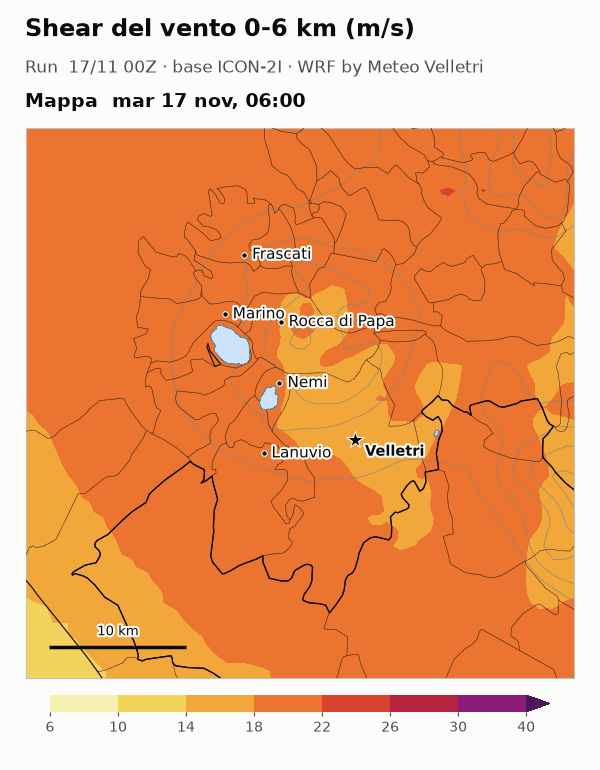 Shear del vento 0-6 km (m/s)
Run  17/11 00Z · base ICON-2I · WRF by Meteo Velletri
Mappa  mar 17 nov, 06:00
Frascati
Marino
Rocca di Papa
Nemi
Velletri
Lanuvio
10 km
6 10 14 18 22 26 30 40